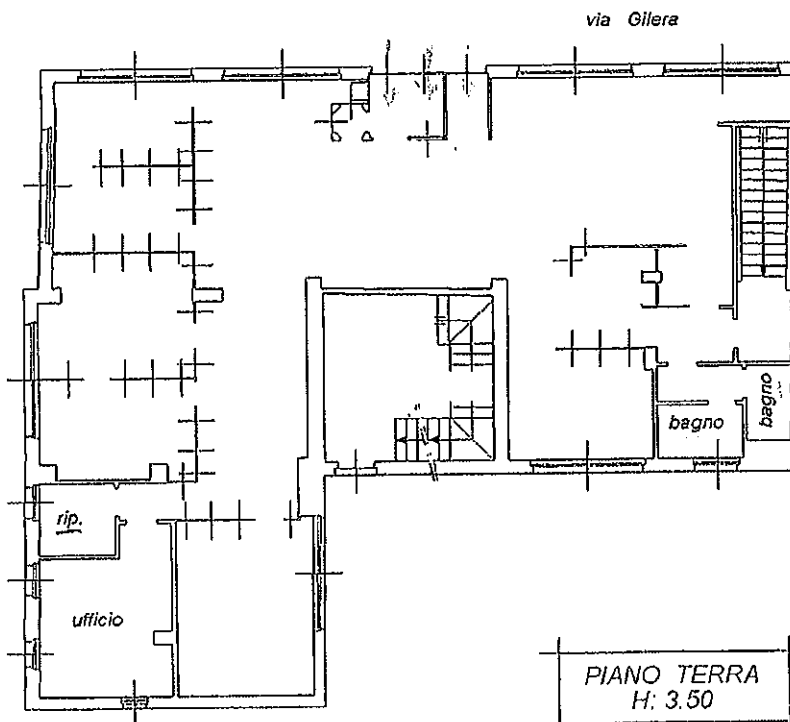 via Gilera
bagno
bagno
rip.
ufficio
PIANO TERRA
H: 3.50